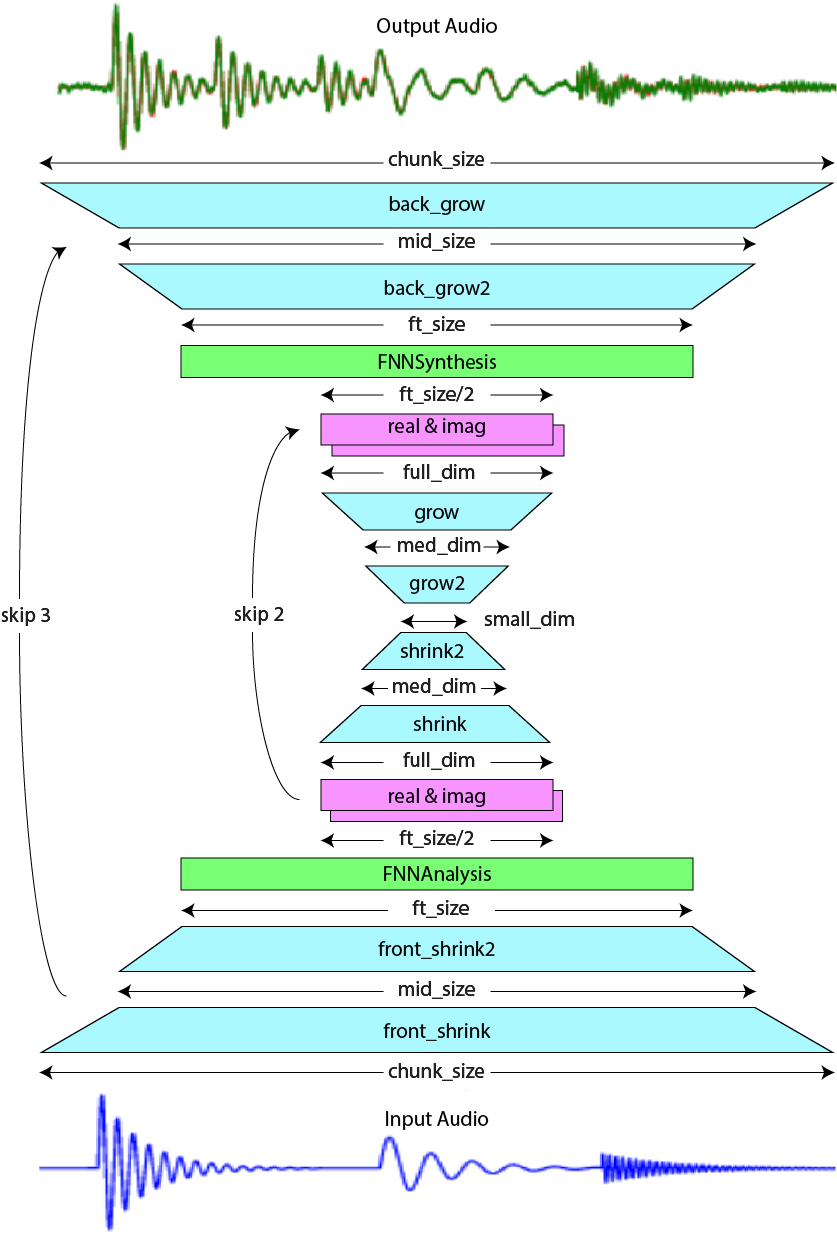 Output Audio
chunk_size
back_grow
mid_size
back_grow2
ft_size
FNNSynthesis
ft_size/2
real & imag
full_dim
grow
med_dim
grow2
skip 3
skip 2
small_dim
shrink2
med_dim
shrink
full_dim
real & imag
ft_size/2
FNNAnalysis
ft_size
front_shrink2
mid_size
front_shrink
chunk_size
Input Audio